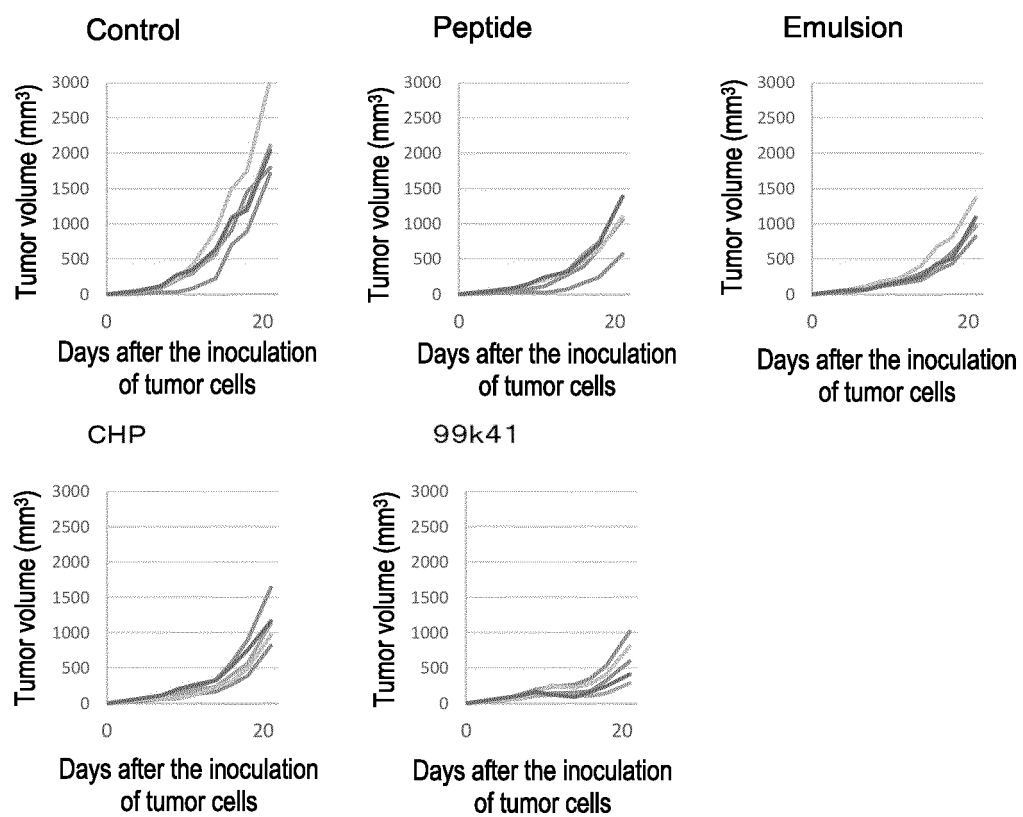 Control
Peptide
Emulsion
Tumor volume (mm³)
3000
2500
2000
1500
1000
500
0
0
20
Days after the inoculation
of tumor cells
Tumor volume (mm³)
3000
2500
2000
1500
1000
500
0
0
20
Days after the inoculation
of tumor cells
Tumor volume (mm³)
3000
2500
2000
1500
1000
500
0
0
20
Days after the inoculation
of tumor cells
CHP
99k41
Tumor volume (mm³)
3000
2500
2000
1500
1000
500
0
0
20
Days after the inoculation
of tumor cells
Tumor volume (mm³)
3000
2500
2000
1500
1000
500
0
0
20
Days after the inoculation
of tumor cells